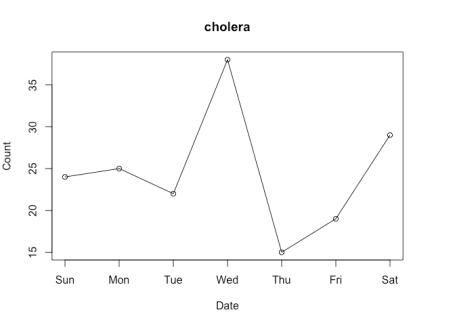 cholera
Count
35
30
25
20
15
Sun Mon Tue Wed Thu Fri Sat
Date